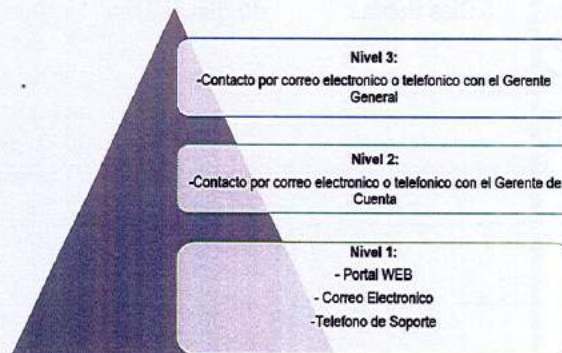 Nivel 3:
-Contacto por correo electronico o telefonico con el Gerente
General
Nivel 2:
-Contacto por correo electronico o telefonico con el Gerente de
Cuenta
Nivel 1:
- Portal WEB
- Correo Electronico
-Telefono de Soporte